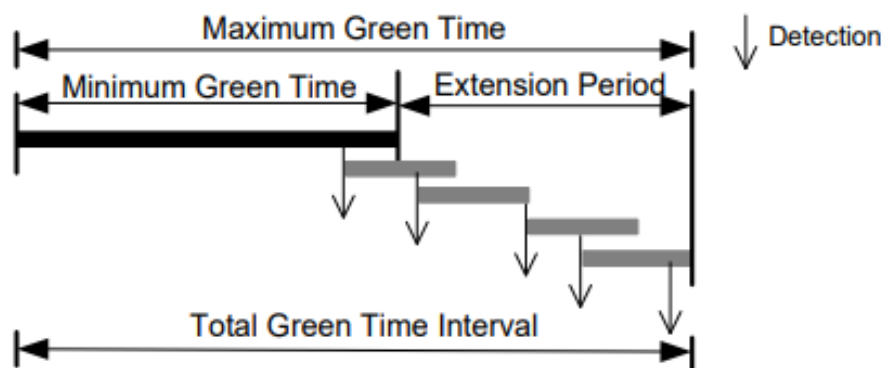 Maximum Green Time
Detection
Minimum Green Time
Extension Period
Total Green Time Interval